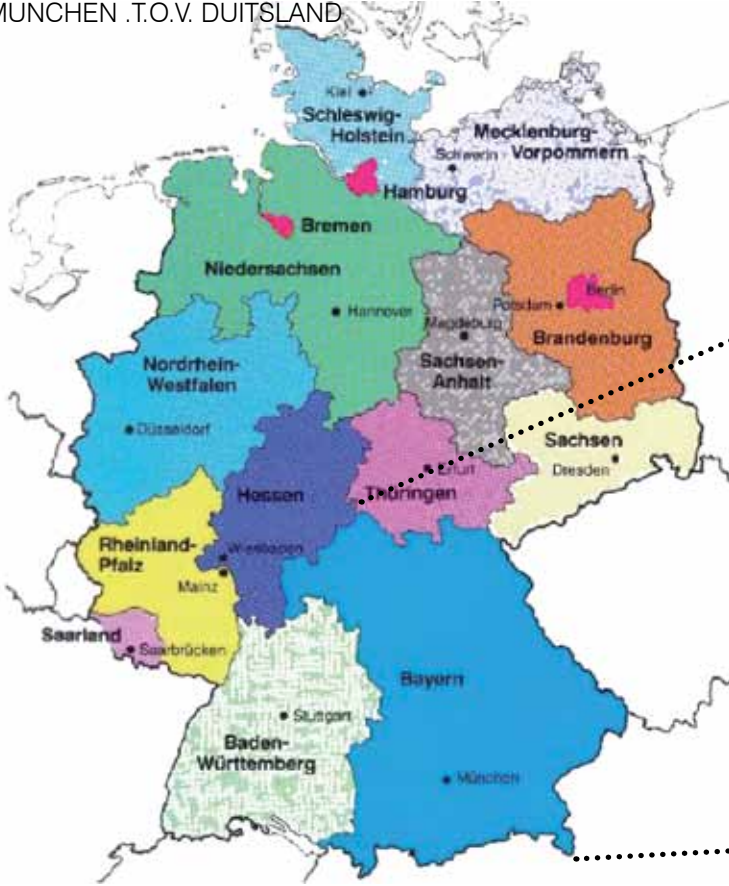 MUNCHEN .T.O.V. DUITSLAND
Kiel
Schleswig-
Holstein
Mecklenburg-
Schwerin
Vorpommern
Hamburg
Bremen
Niedersachsen
Hannover
Berlin
Potsdam
Magdeburg
Brandenburg
Sachsen-
Anhalt
Nordrhein-
Westfalen
Düsseldorf
Sachsen
Dresden
Erfurt
Thüringen
Hessen
Rheinland-
Pfalz
Wiesbaden
Mainz
Saarland
Saarbrücken
Bayern
Stuttgart
Baden-
Württemberg
München